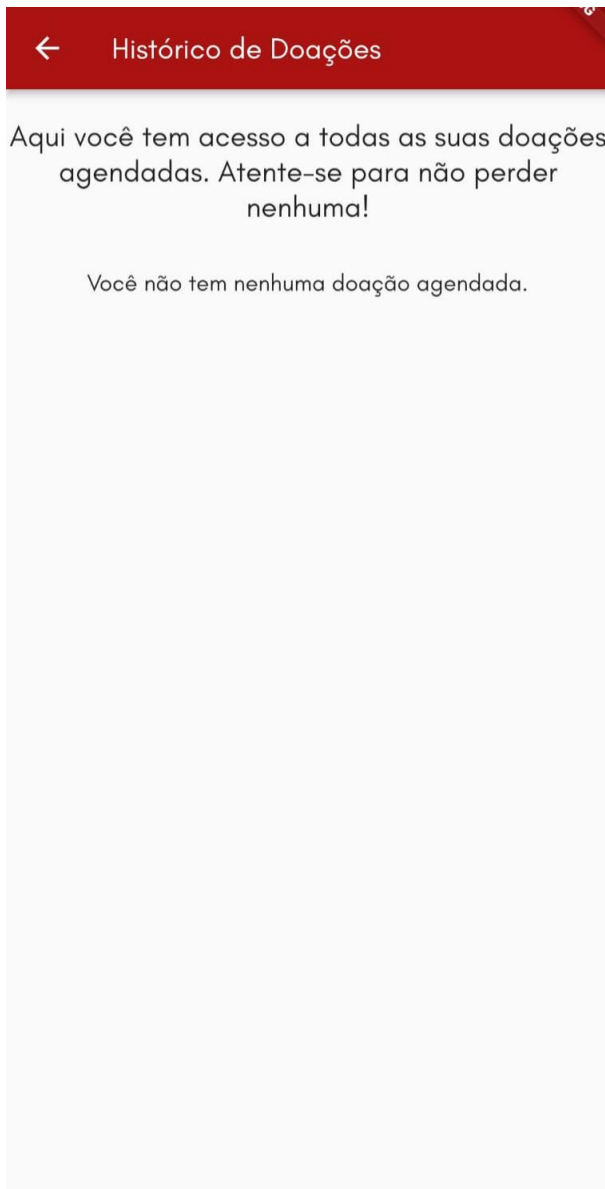 Histórico de Doações
Aqui você tem acesso a todas as suas doações
agendadas. Atente-se para não perder
nenhuma!
Você não tem nenhuma doação agendada.